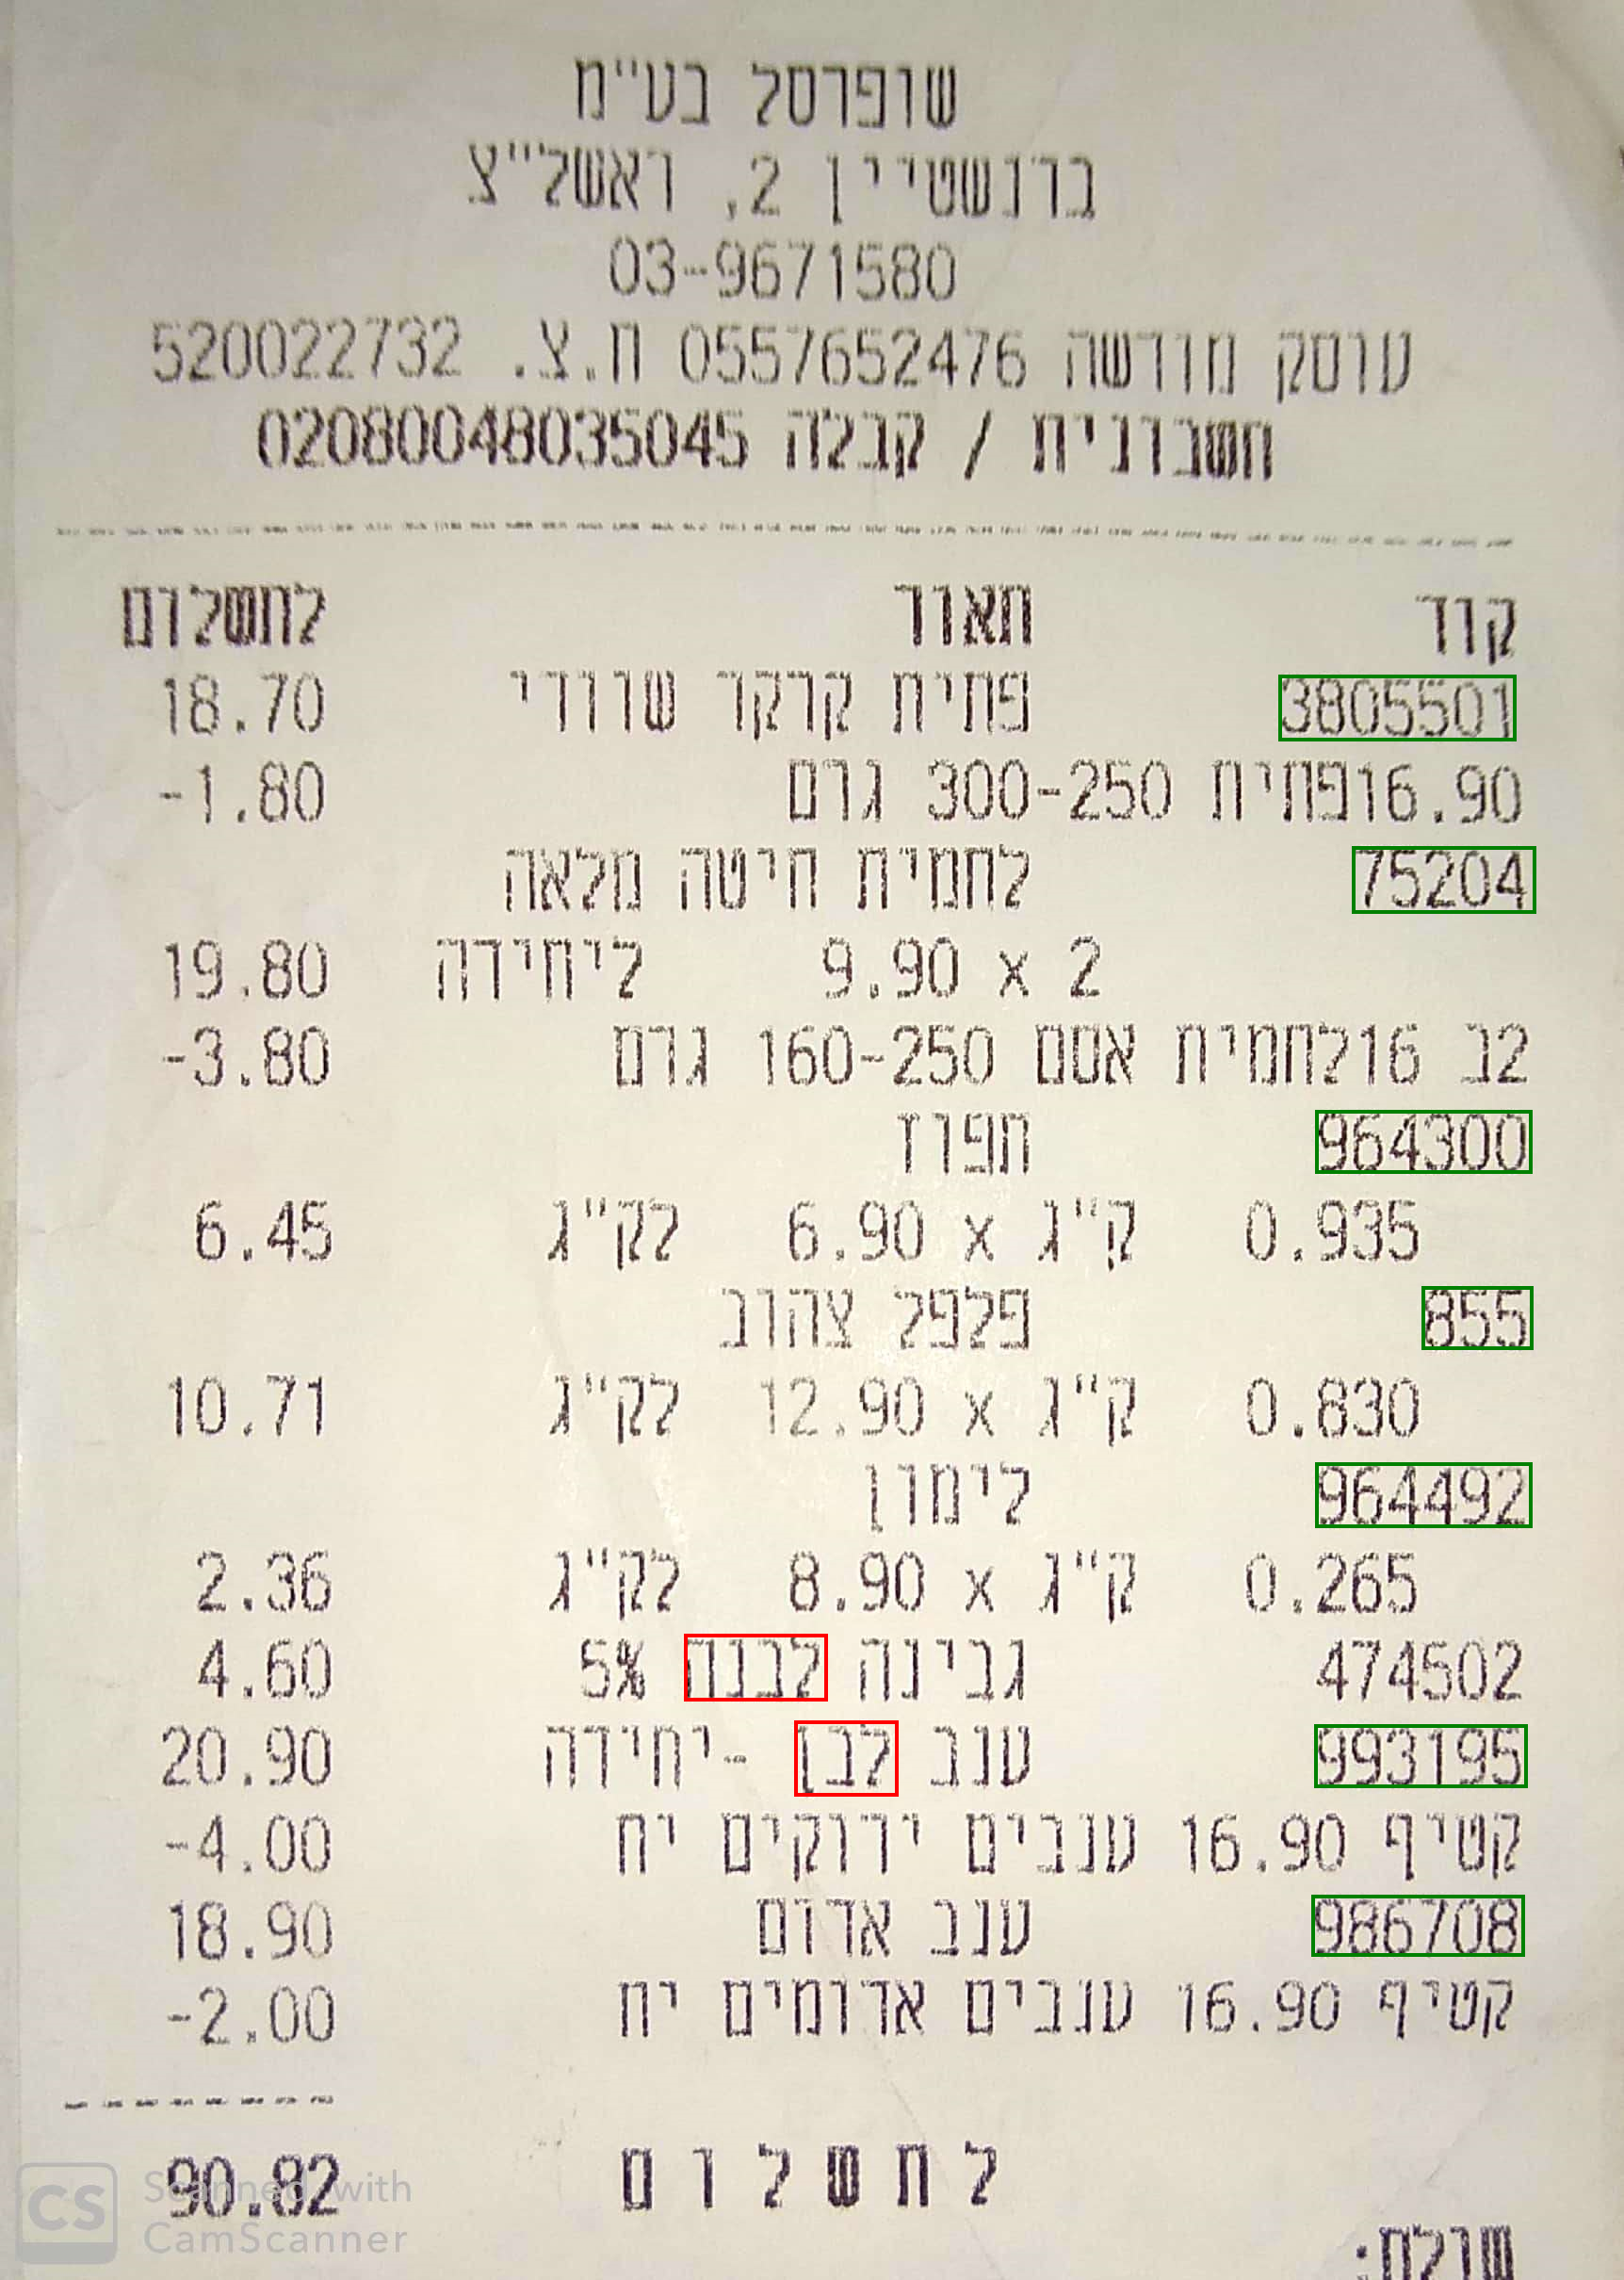 שופרסל בע"מ
ברנשטיין 2, ראשל"צ
03-9671580
עוסק מורשה 0557652476 ח.צ. 520022732
חשבונית / קבלה 02080048035045
קוד תאור לתשלום
3805501 פתית קרקר שרודי 18.70
16.90פתית 300-250 גרם -1.80
75204 לחמית חיטה מלאה
2 x 9.90 ליחידה 19.80
2ב 16לחמית אסם 160-250 גרם -3.80
964300 תפוז
0.935 ק"ג x 6.90 לק"ג 6.45
855 פלפל צהוב
0.830 ק"ג x 12.90 לק"ג 10.71
964492 לימון
0.265 ק"ג x 8.90 לק"ג 2.36
474502 גבינה לבנה 5% 4.60
993195 ענב לבן -יחידה 20.90
קטיף 16.90 ענבים ירוקים יח -4.00
986708 ענב אדום 18.90
קטיף 16.90 ענבים אדומים יח -2.00
לתשלום 90.82
שולם:
CS Scanned with
CamScanner